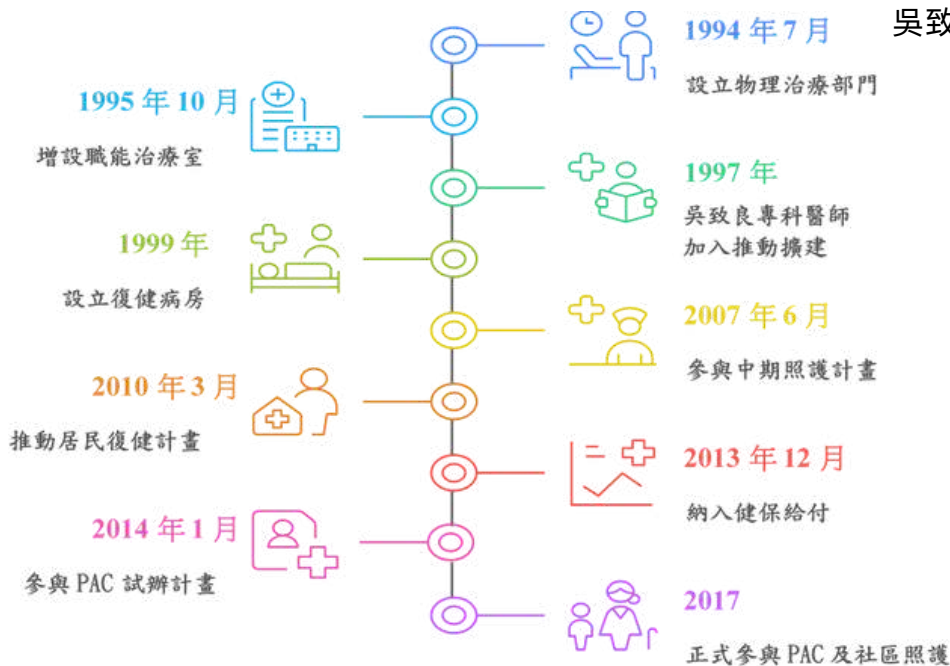 吳致
1994 年 7 月
設立物理治療部門
1995 年 10 月
增設職能治療室
1997 年
吳致良專科醫師
加入推動擴建
1999 年
設立復健病房
2007 年 6 月
參與中期照護計畫
2010 年 3 月
推動居民復健計畫
2013 年 12 月
納入健保給付
2014 年 1 月
參與 PAC 試辦計畫
2017
正式參與 PAC 及社區照護